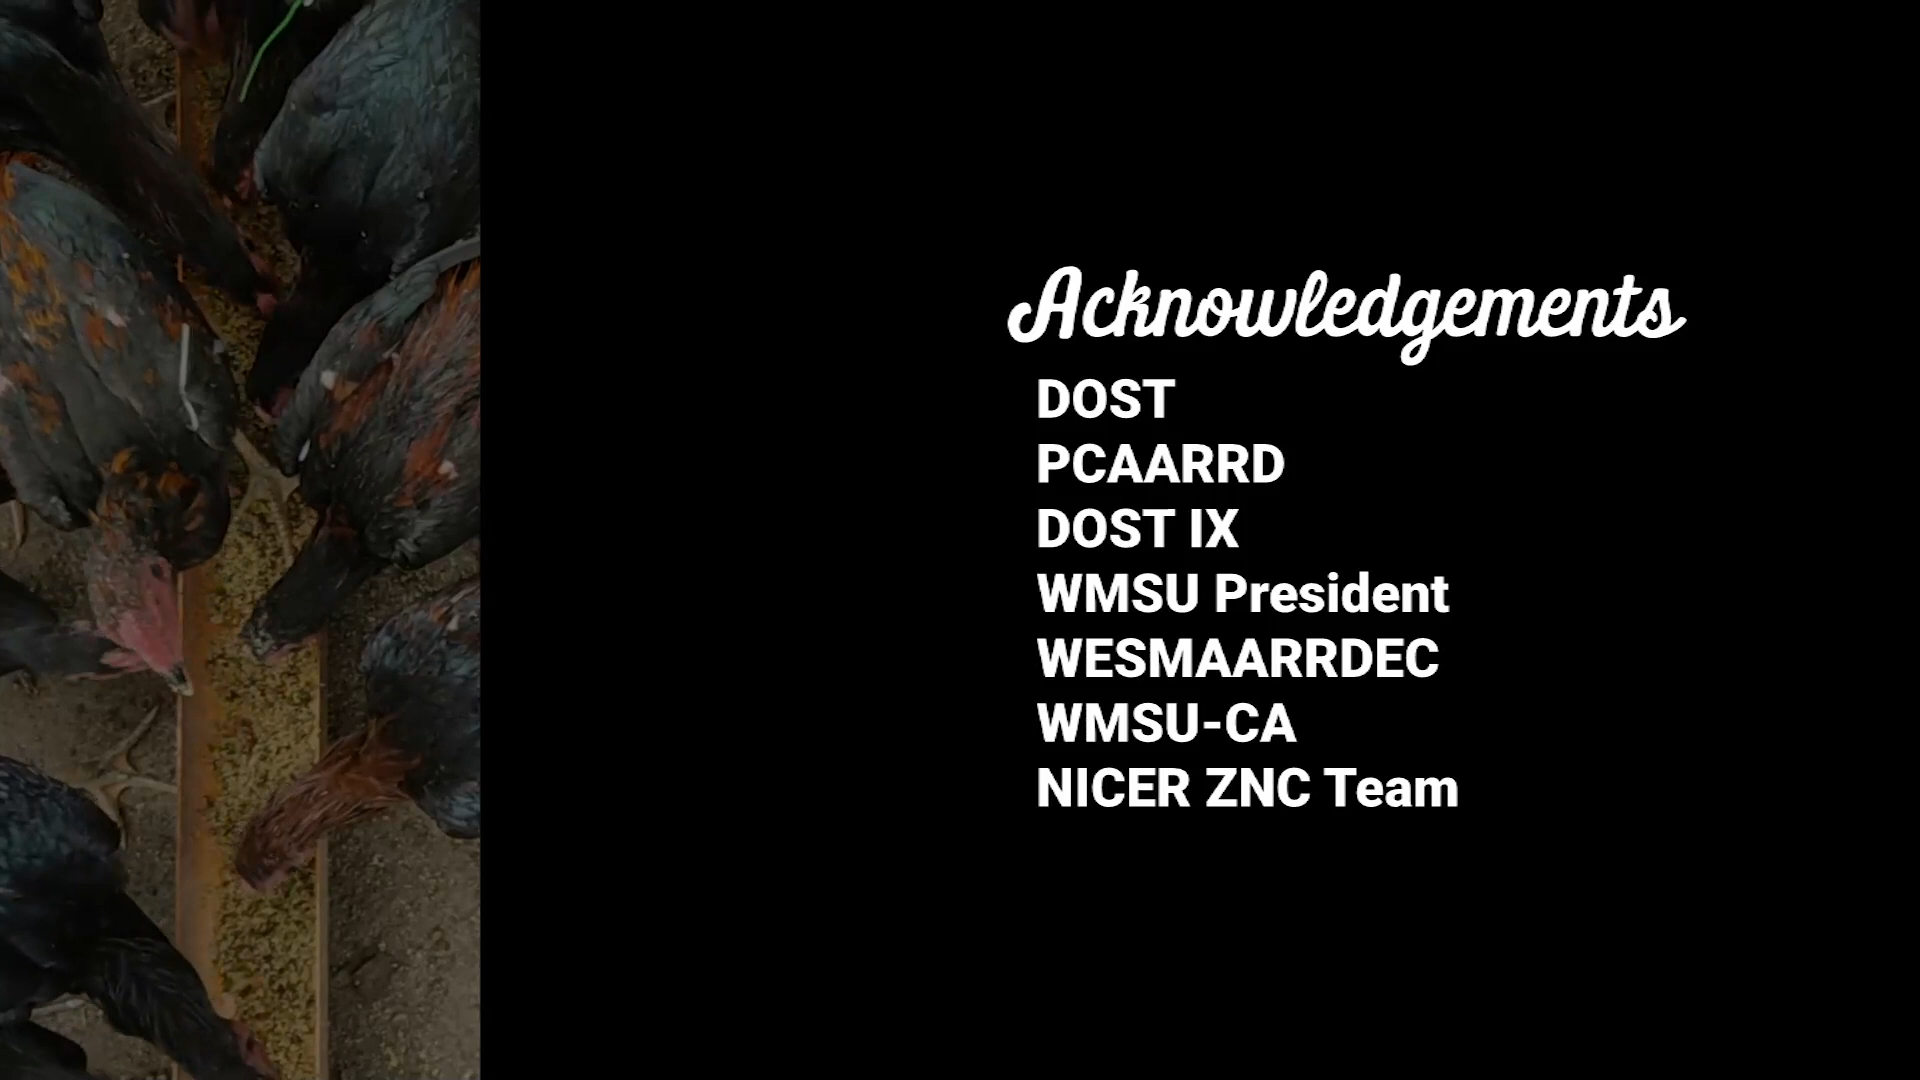 Acknowledgements
DOST
PCAARRD
DOST IX
WMSU President
WESMAARRDEC
WMSU-CA
NICER ZNC Team